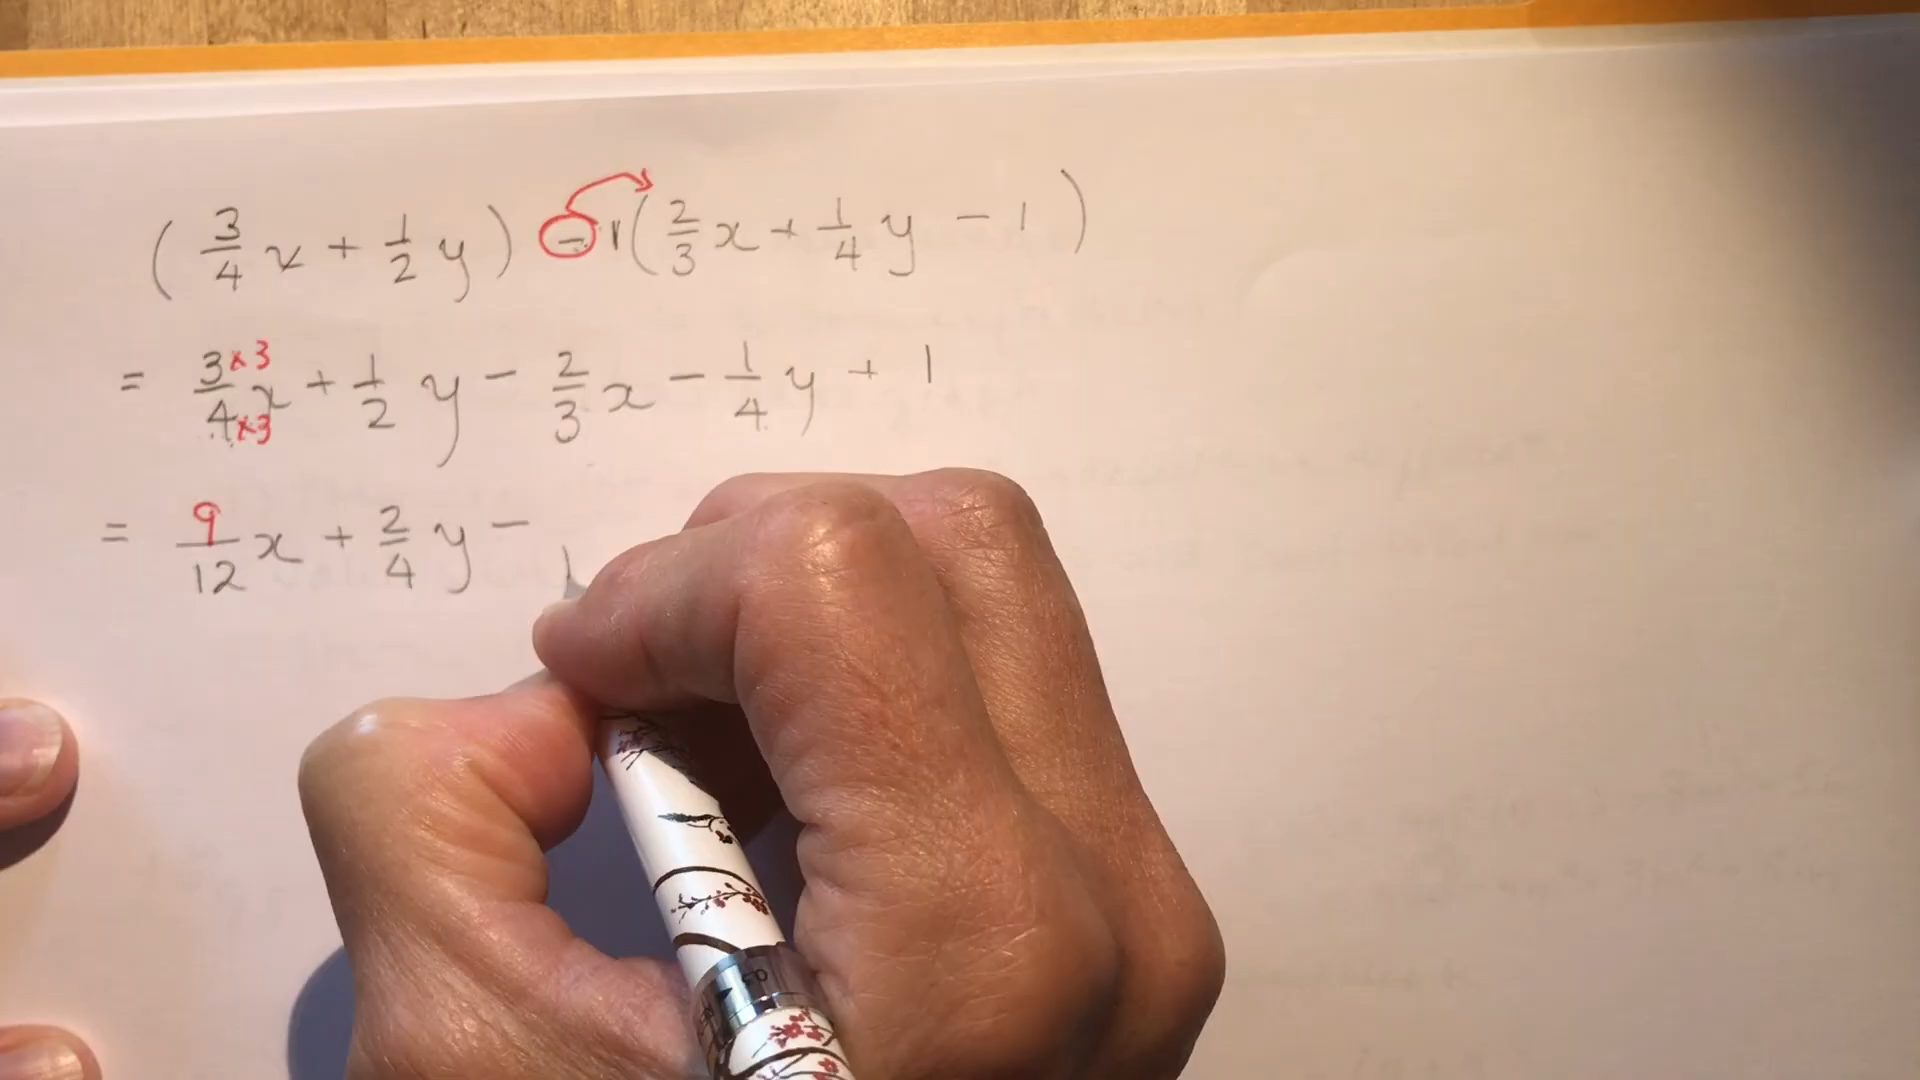 (3/4 x + 1/2 y) - 1(2/3 x + 1/4 y - 1)
= 3×3/4×3 x + 1/2 y - 2/3 x - 1/4 y + 1
= 9/12 x + 2/4 y - 1